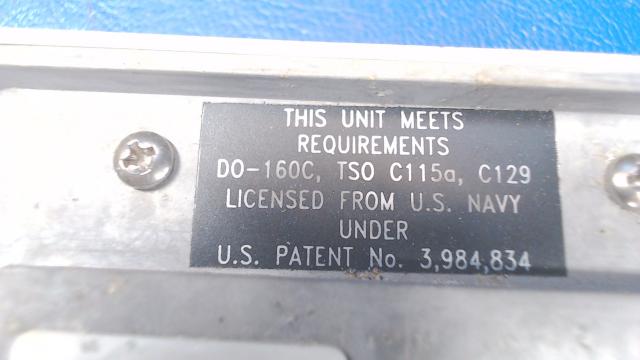 THIS UNIT MEETS
REQUIREMENTS
DO-160C, TSO C115a, C129
LICENSED FROM U.S. NAVY
UNDER
U.S. PATENT No. 3,984,834